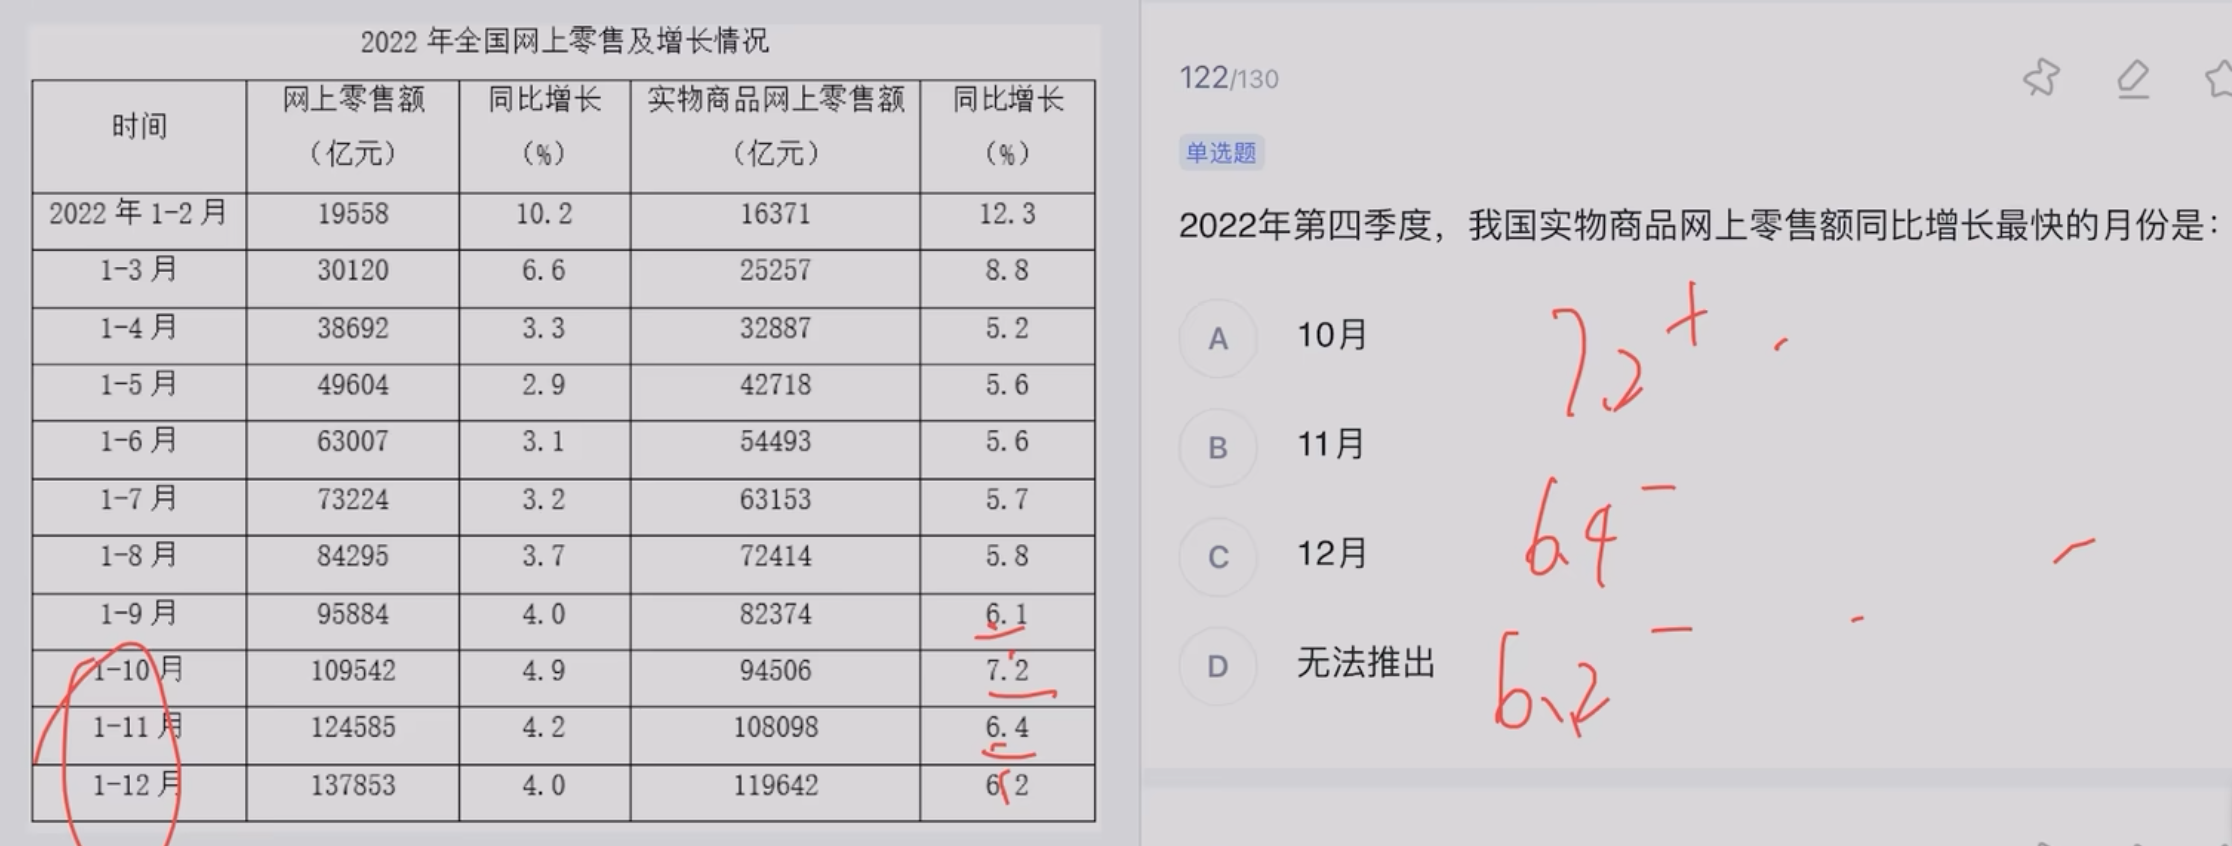 2022 年全国网上零售及增长情况
时间 网上零售额（亿元） 同比增长（%） 实物商品网上零售额（亿元） 同比增长（%）
2022 年 1-2 月 19558 10.2 16371 12.3
1-3 月 30120 6.6 25257 8.8
1-4 月 38692 3.3 32887 5.2
1-5 月 49604 2.9 42718 5.6
1-6 月 63007 3.1 54493 5.6
1-7 月 73224 3.2 63153 5.7
1-8 月 84295 3.7 72414 5.8
1-9 月 95884 4.0 82374 6.1
1-10 月 109542 4.9 94506 7.2
1-11 月 124585 4.2 108098 6.4
1-12 月 137853 4.0 119642 6.2
122/130
单选题
2022年第四季度，我国实物商品网上零售额同比增长最快的月份是：
A 10月
7.2+
B 11月
6.4-
C 12月
D 无法推出
6.2-